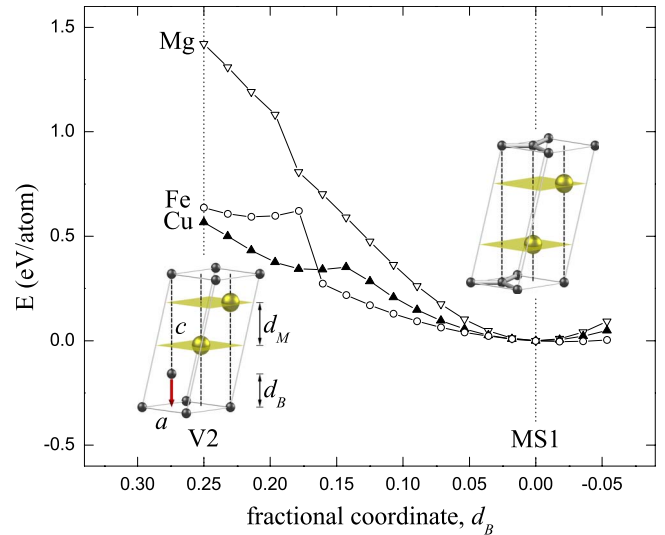 1.5
1.0
0.5
0.0
-0.5
E (eV/atom)
Mg
Fe
Cu
c
d_M
d_B
a
V2
MS1
0.30 0.25 0.20 0.15 0.10 0.05 0.00 -0.05
fractional coordinate, d_B